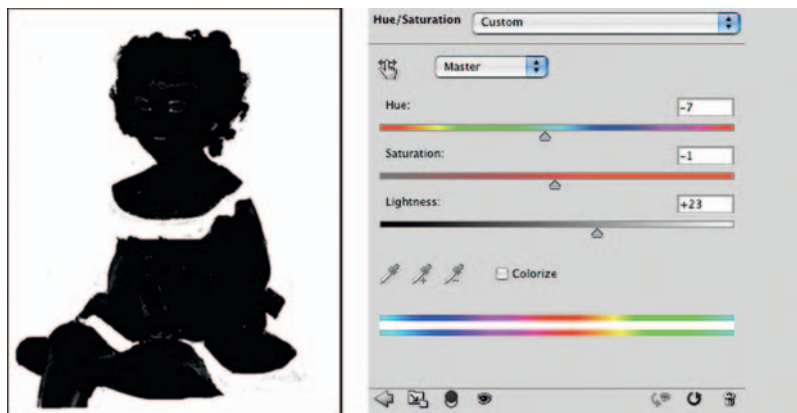 Hue/Saturation Custom
Master
Hue: -7
Saturation: -1
Lightness: +23
Colorize